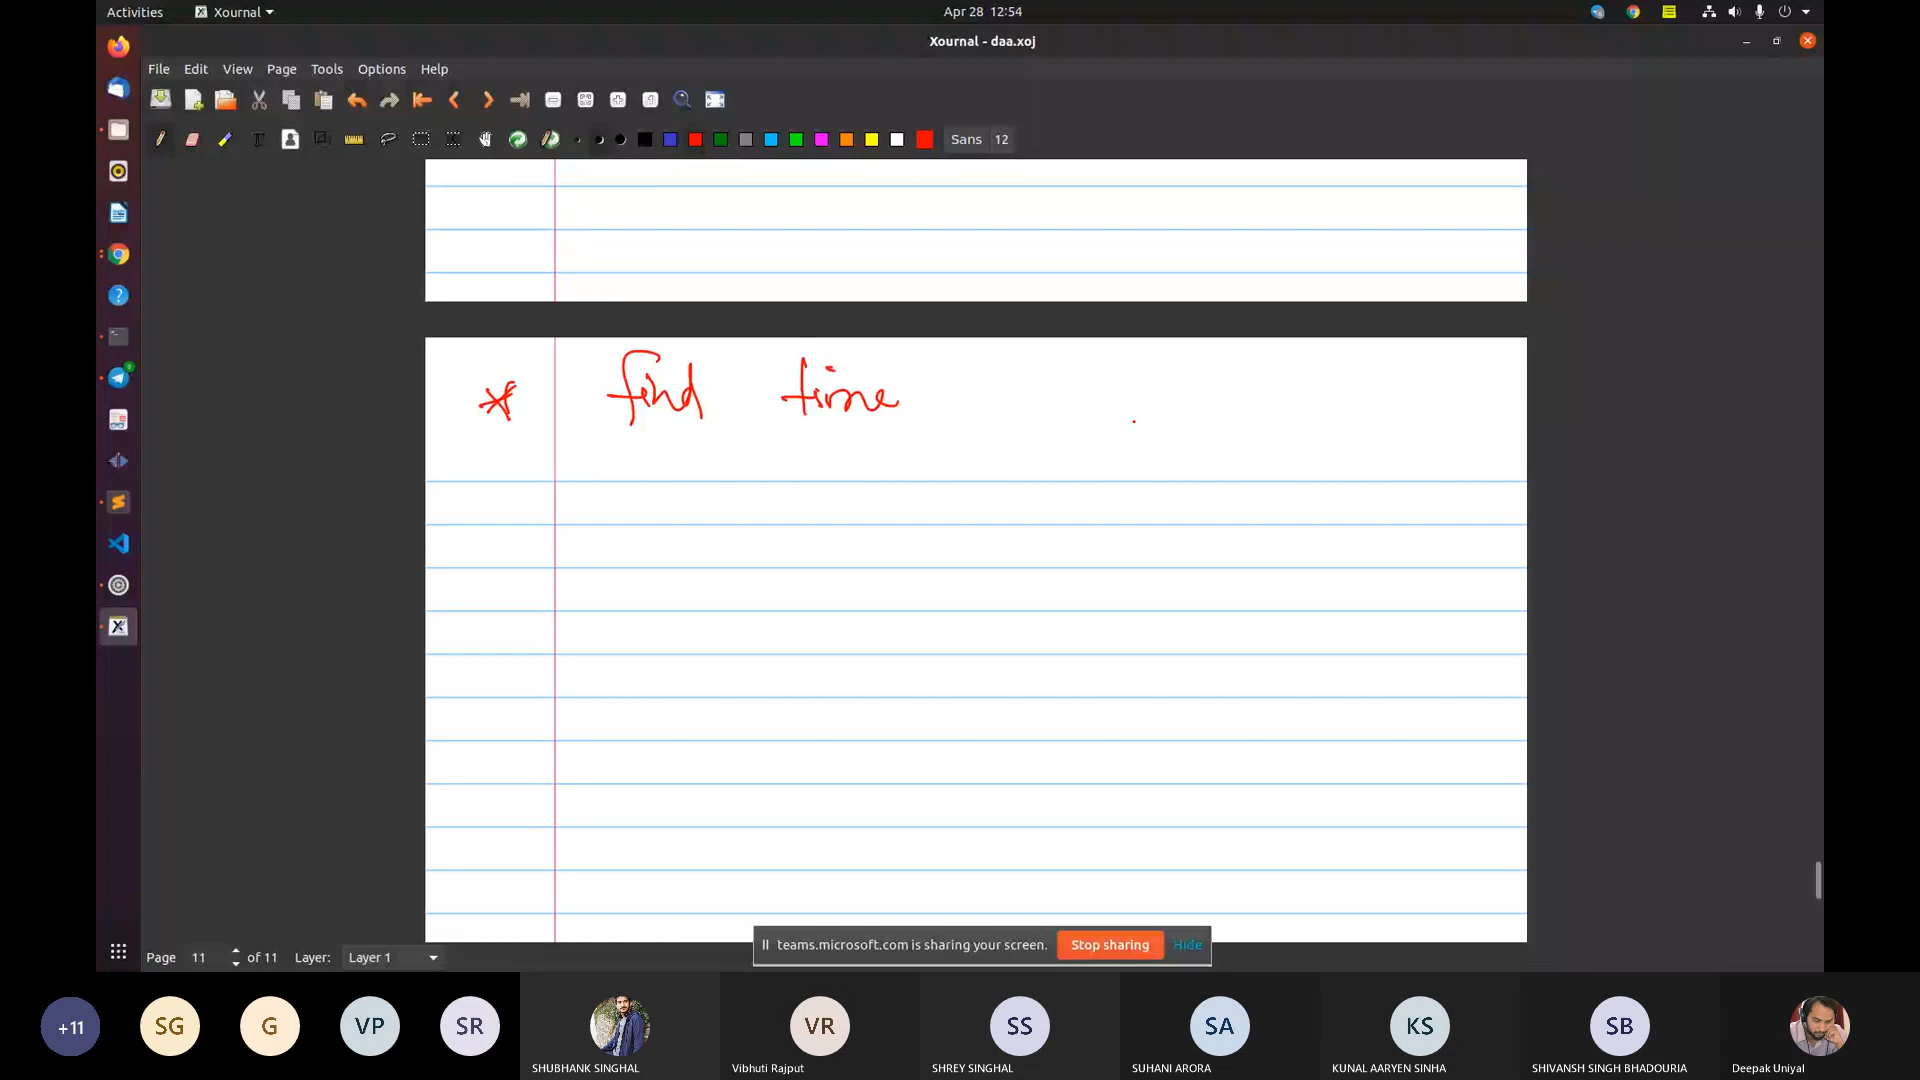 Activities Xournal Apr 28 12:54
Xournal - daa.xoj
File Edit View Page Tools Options Help
Sans 12
* find time
Page 11 of 11 Layer: Layer 1
teams.microsoft.com is sharing your screen. Stop sharing Hide
+11 SG G VP SR VR SS SA KS SB
SHUBHANK SINGHAL Vibhuti Rajput SHREY SINGHAL SUHANI ARORA KUNAL AARYEN SINHA SHIVANSH SINGH BHADOURIA Deepak Uniyal